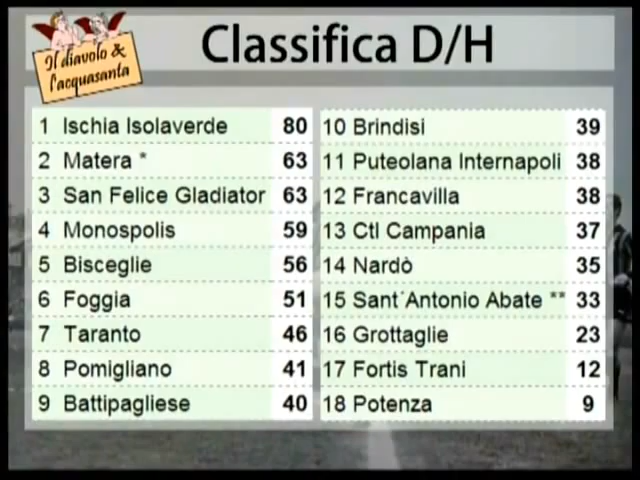 Il diavolo &
l'acquasanta
Classifica D/H
1 Ischia Isolaverde 80
2 Matera * 63
3 San Felice Gladiator 63
4 Monospolis 59
5 Bisceglie 56
6 Foggia 51
7 Taranto 46
8 Pomigliano 41
9 Battipagliese 40
10 Brindisi 39
11 Puteolana Internapoli 38
12 Francavilla 38
13 Ctl Campania 37
14 Nardò 35
15 Sant´Antonio Abate ** 33
16 Grottaglie 23
17 Fortis Trani 12
18 Potenza 9